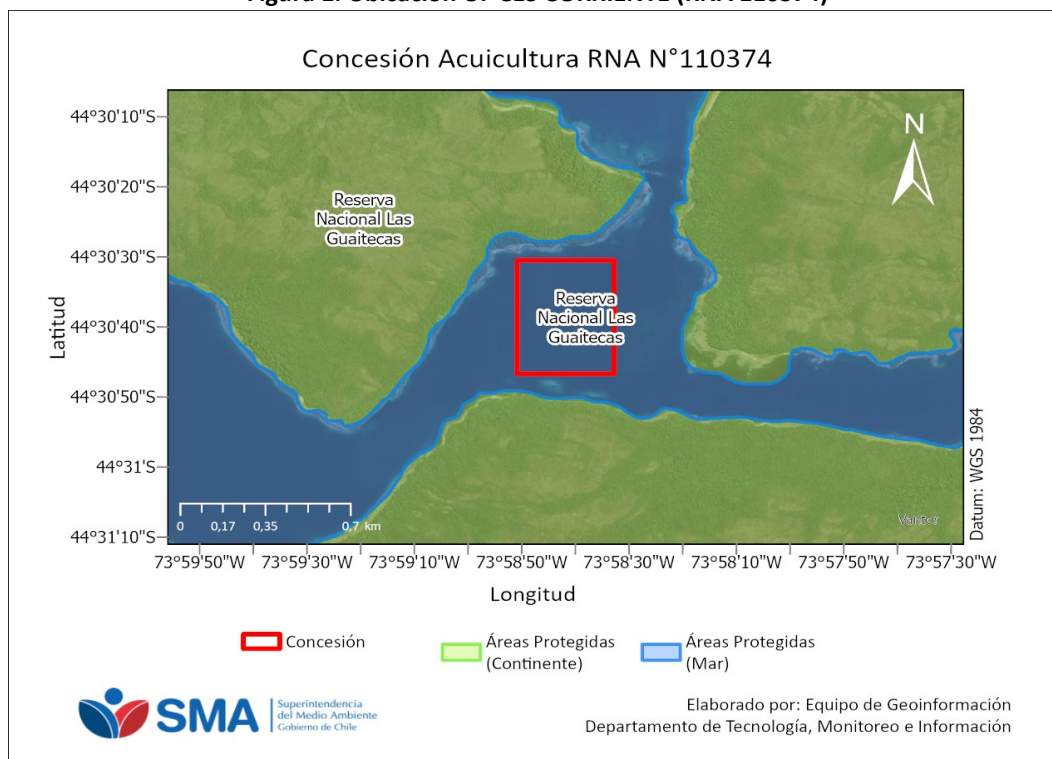 Concesión Acuicultura RNA N°110374
44°30'10"S
44°30'20"S
44°30'30"S
44°30'40"S
44°30'50"S
44°31'S
44°31'10"S
Latitud
Reserva
Nacional Las
Guaitecas
N
Reserva
Nacional Las
Guaitecas
0 0,17 0,35 0,7 km
Vantor
Datum: WGS 1984
73°59'50"W 73°59'30"W 73°59'10"W 73°58'50"W 73°58'30"W 73°58'10"W 73°57'50"W 73°57'30"W
Longitud
Concesión
Áreas Protegidas
(Continente)
Áreas Protegidas
(Mar)
SMA
Superintendencia
del Medio Ambiente
Gobierno de Chile
Elaborado por: Equipo de Geoinformación
Departamento de Tecnología, Monitoreo e Información